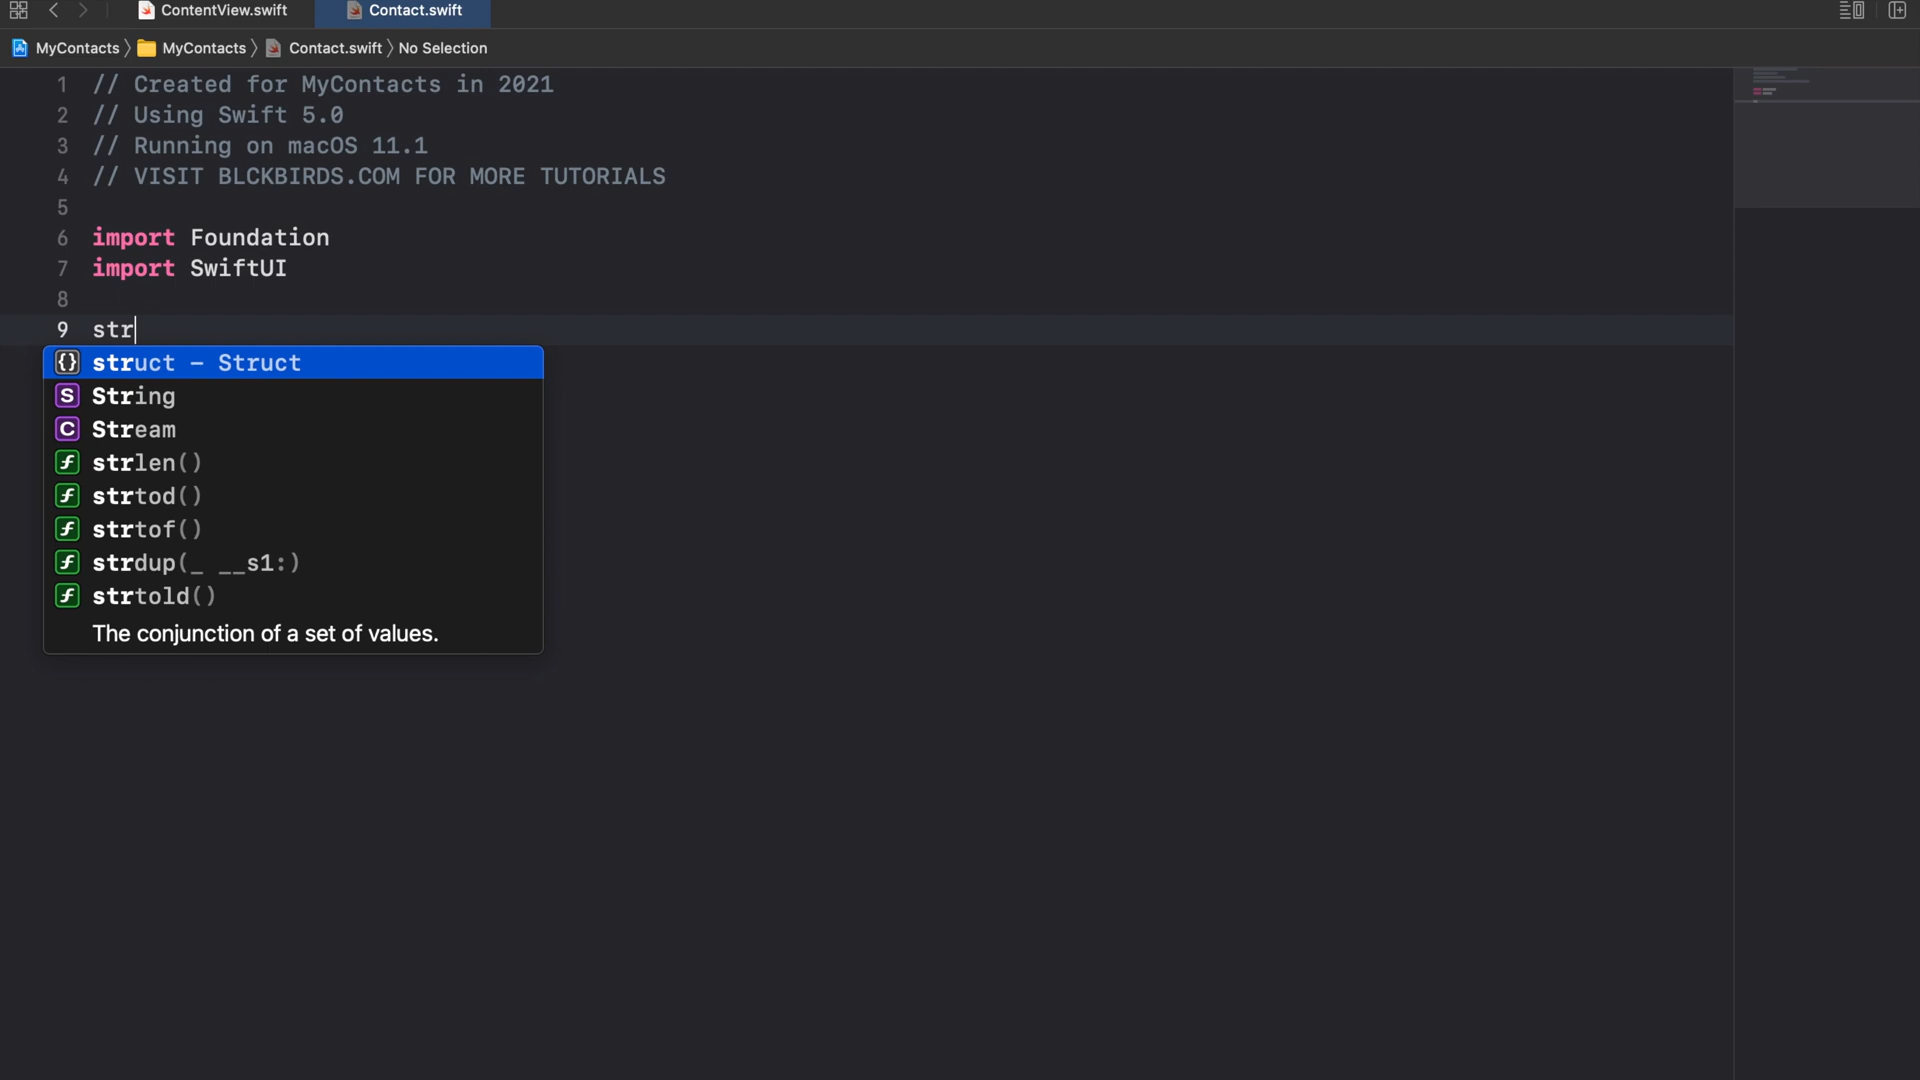 ContentView.swift
Contact.swift
MyContacts 〉 MyContacts 〉 Contact.swift 〉 No Selection
1 // Created for MyContacts in 2021
2 // Using Swift 5.0
3 // Running on macOS 11.1
4 // VISIT BLCKBIRDS.COM FOR MORE TUTORIALS
5
6 import Foundation
7 import SwiftUI
8
9 str
{} struct – Struct
S String
C Stream
f strlen()
f strtod()
f strtof()
f strdup(_ __s1:)
f strtold()
The conjunction of a set of values.